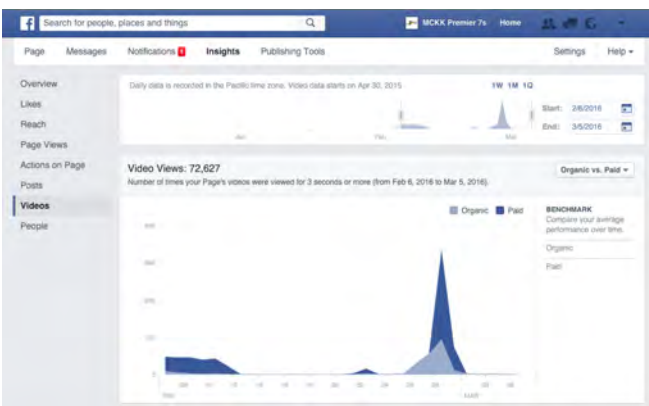 Search for people, places and things
MCKK Premier 7s Home
Page Messages Notifications Insights Publishing Tools Settings Help
Overview
Likes
Reach
Page Views
Actions on Page
Posts
Videos
People
Daily data is recorded in the Pacific time zone. Video data starts on Apr 30, 2015.
1W 1M 1Q
Start: 2/6/2016
End: 3/5/2016
Video Views: 72,627
Number of times your Page's videos were viewed for 3 seconds or more (from Feb 6, 2016 to Mar 5, 2016).
Organic vs. Paid
Organic Paid
BENCHMARK
Compare your average
performance over time.
Organic
Paid